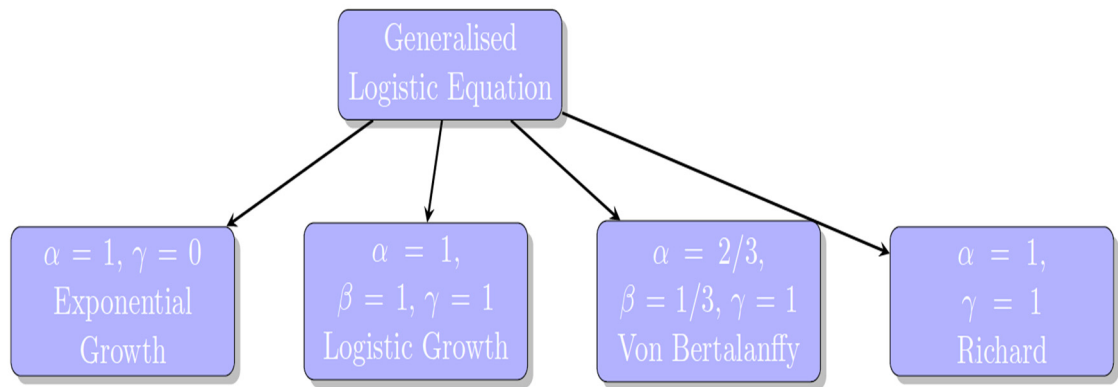 Generalised
Logistic Equation
α = 1, γ = 0
Exponential
Growth
α = 1,
β = 1, γ = 1
Logistic Growth
α = 2/3,
β = 1/3, γ = 1
Von Bertalanffy
α = 1,
γ = 1
Richard